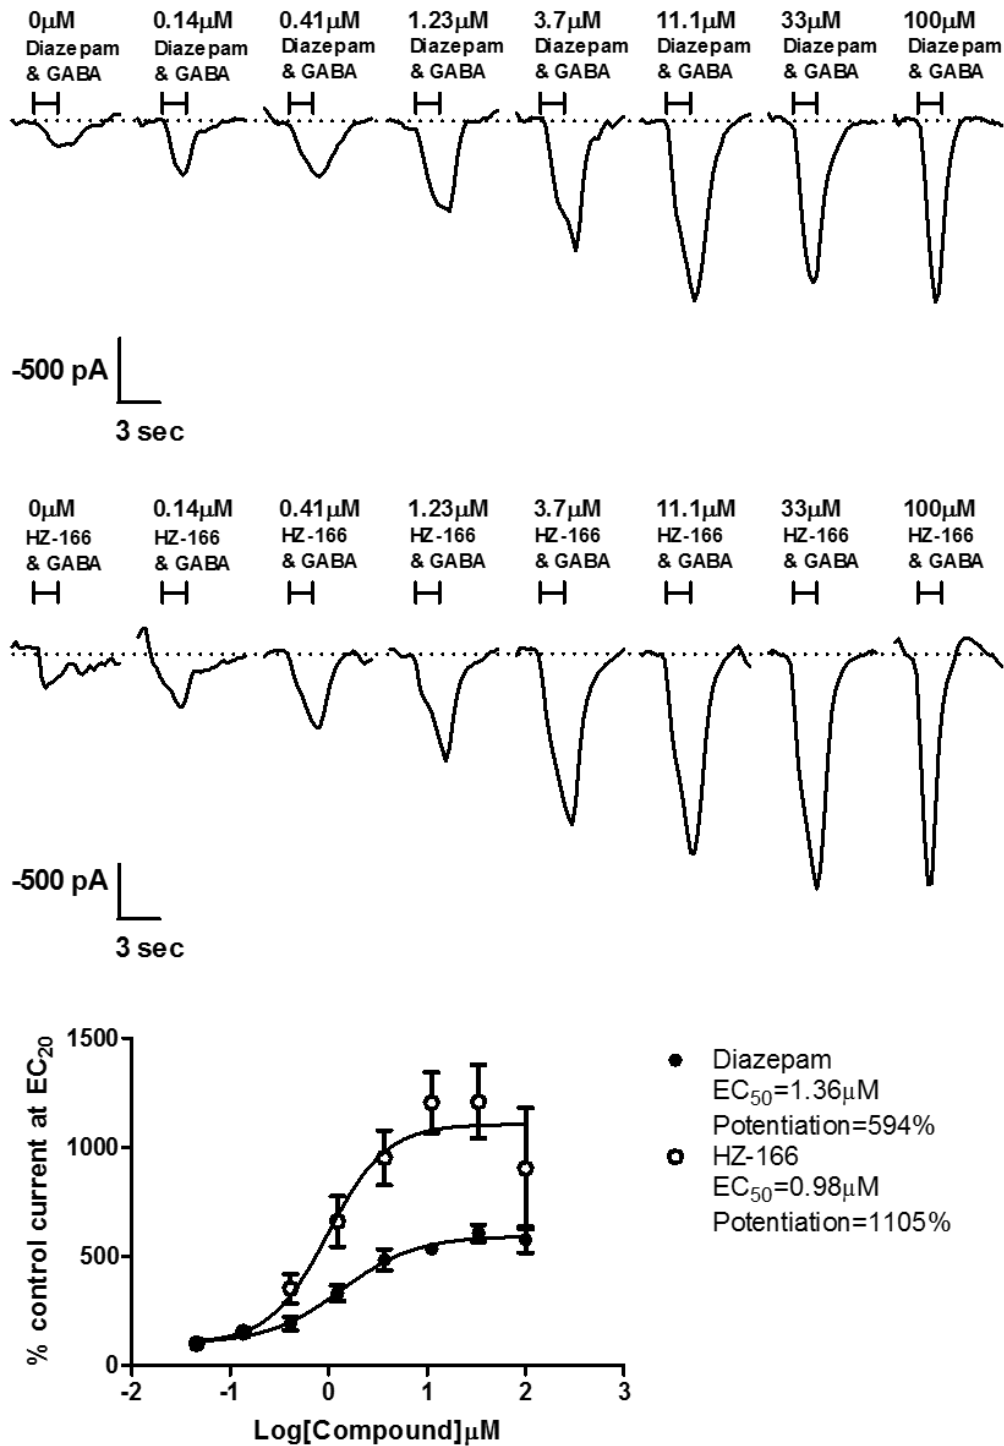 0μM 0.14μM 0.41μM 1.23μM 3.7μM 11.1μM 33μM 100μM
Diazepam Diazepam Diazepam Diazepam Diazepam Diazepam Diazepam Diazepam
& GABA & GABA & GABA & GABA & GABA & GABA & GABA & GABA
-500 pA
3 sec
0μM 0.14μM 0.41μM 1.23μM 3.7μM 11.1μM 33μM 100μM
HZ-166 HZ-166 HZ-166 HZ-166 HZ-166 HZ-166 HZ-166 HZ-166
& GABA & GABA & GABA & GABA & GABA & GABA & GABA & GABA
-500 pA
3 sec
% control current at EC20
1500
1000
500
0
-2 -1 0 1 2 3
Log[Compound]μM
Diazepam
EC50=1.36μM
Potentiation=594%
HZ-166
EC50=0.98μM
Potentiation=1105%